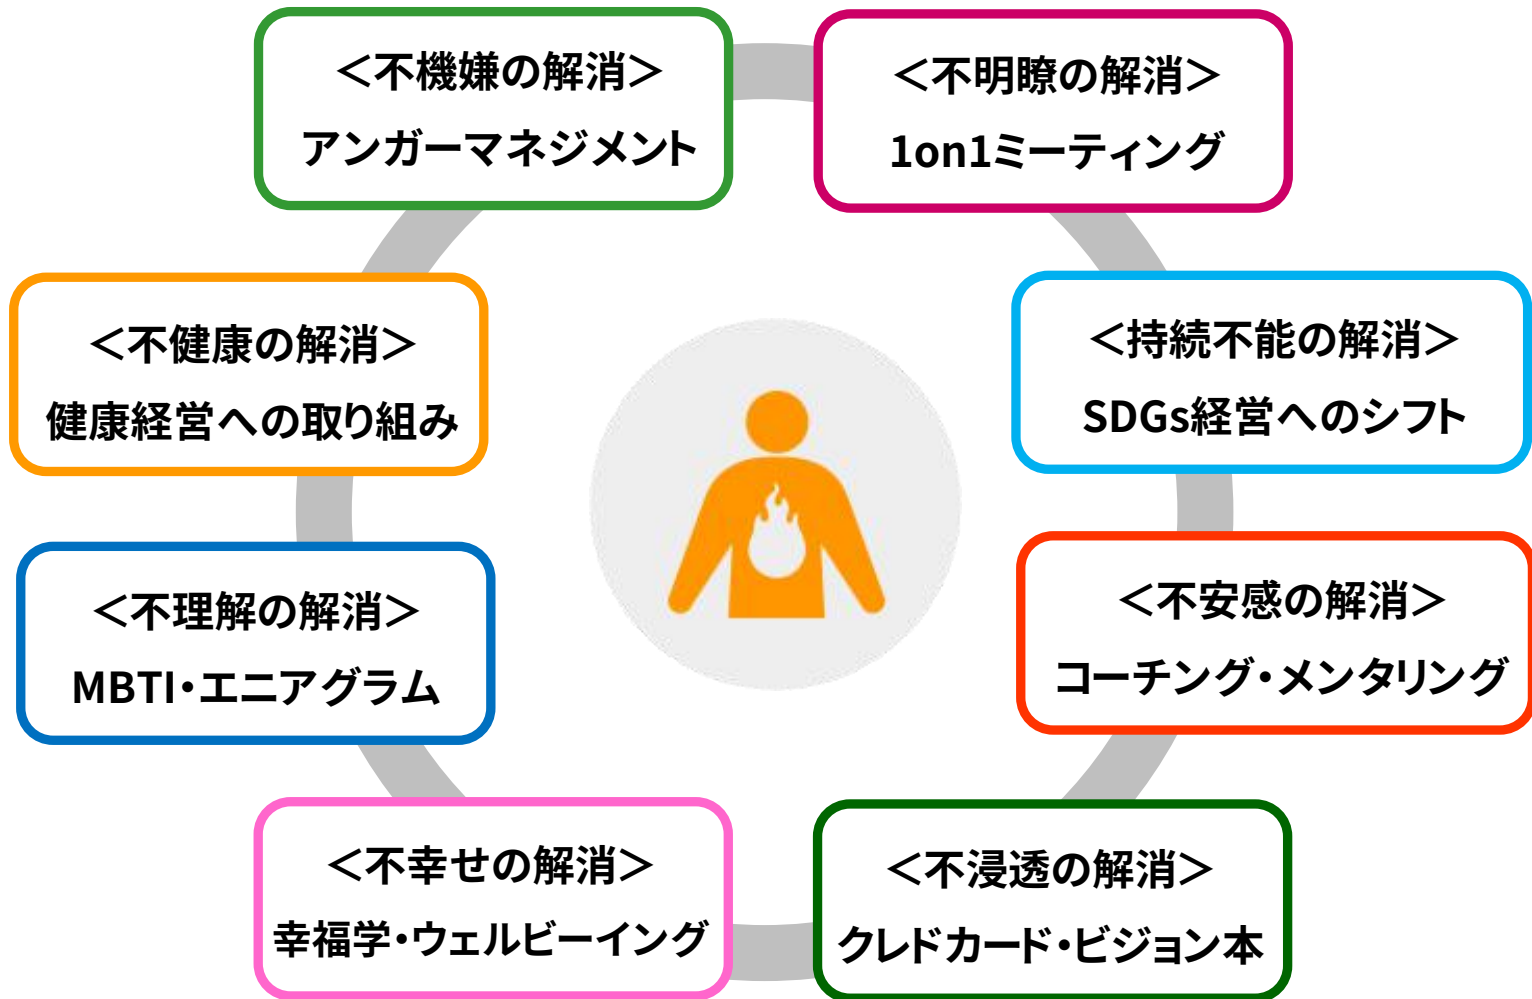 ＜不機嫌の解消＞
アンガーマネジメント
＜不明瞭の解消＞
1on1ミーティング
＜不健康の解消＞
健康経営への取り組み
＜持続不能の解消＞
SDGs経営へのシフト
＜不理解の解消＞
MBTI・エニアグラム
＜不安感の解消＞
コーチング・メンタリング
＜不幸せの解消＞
幸福学・ウェルビーイング
＜不浸透の解消＞
クレドカード・ビジョン本